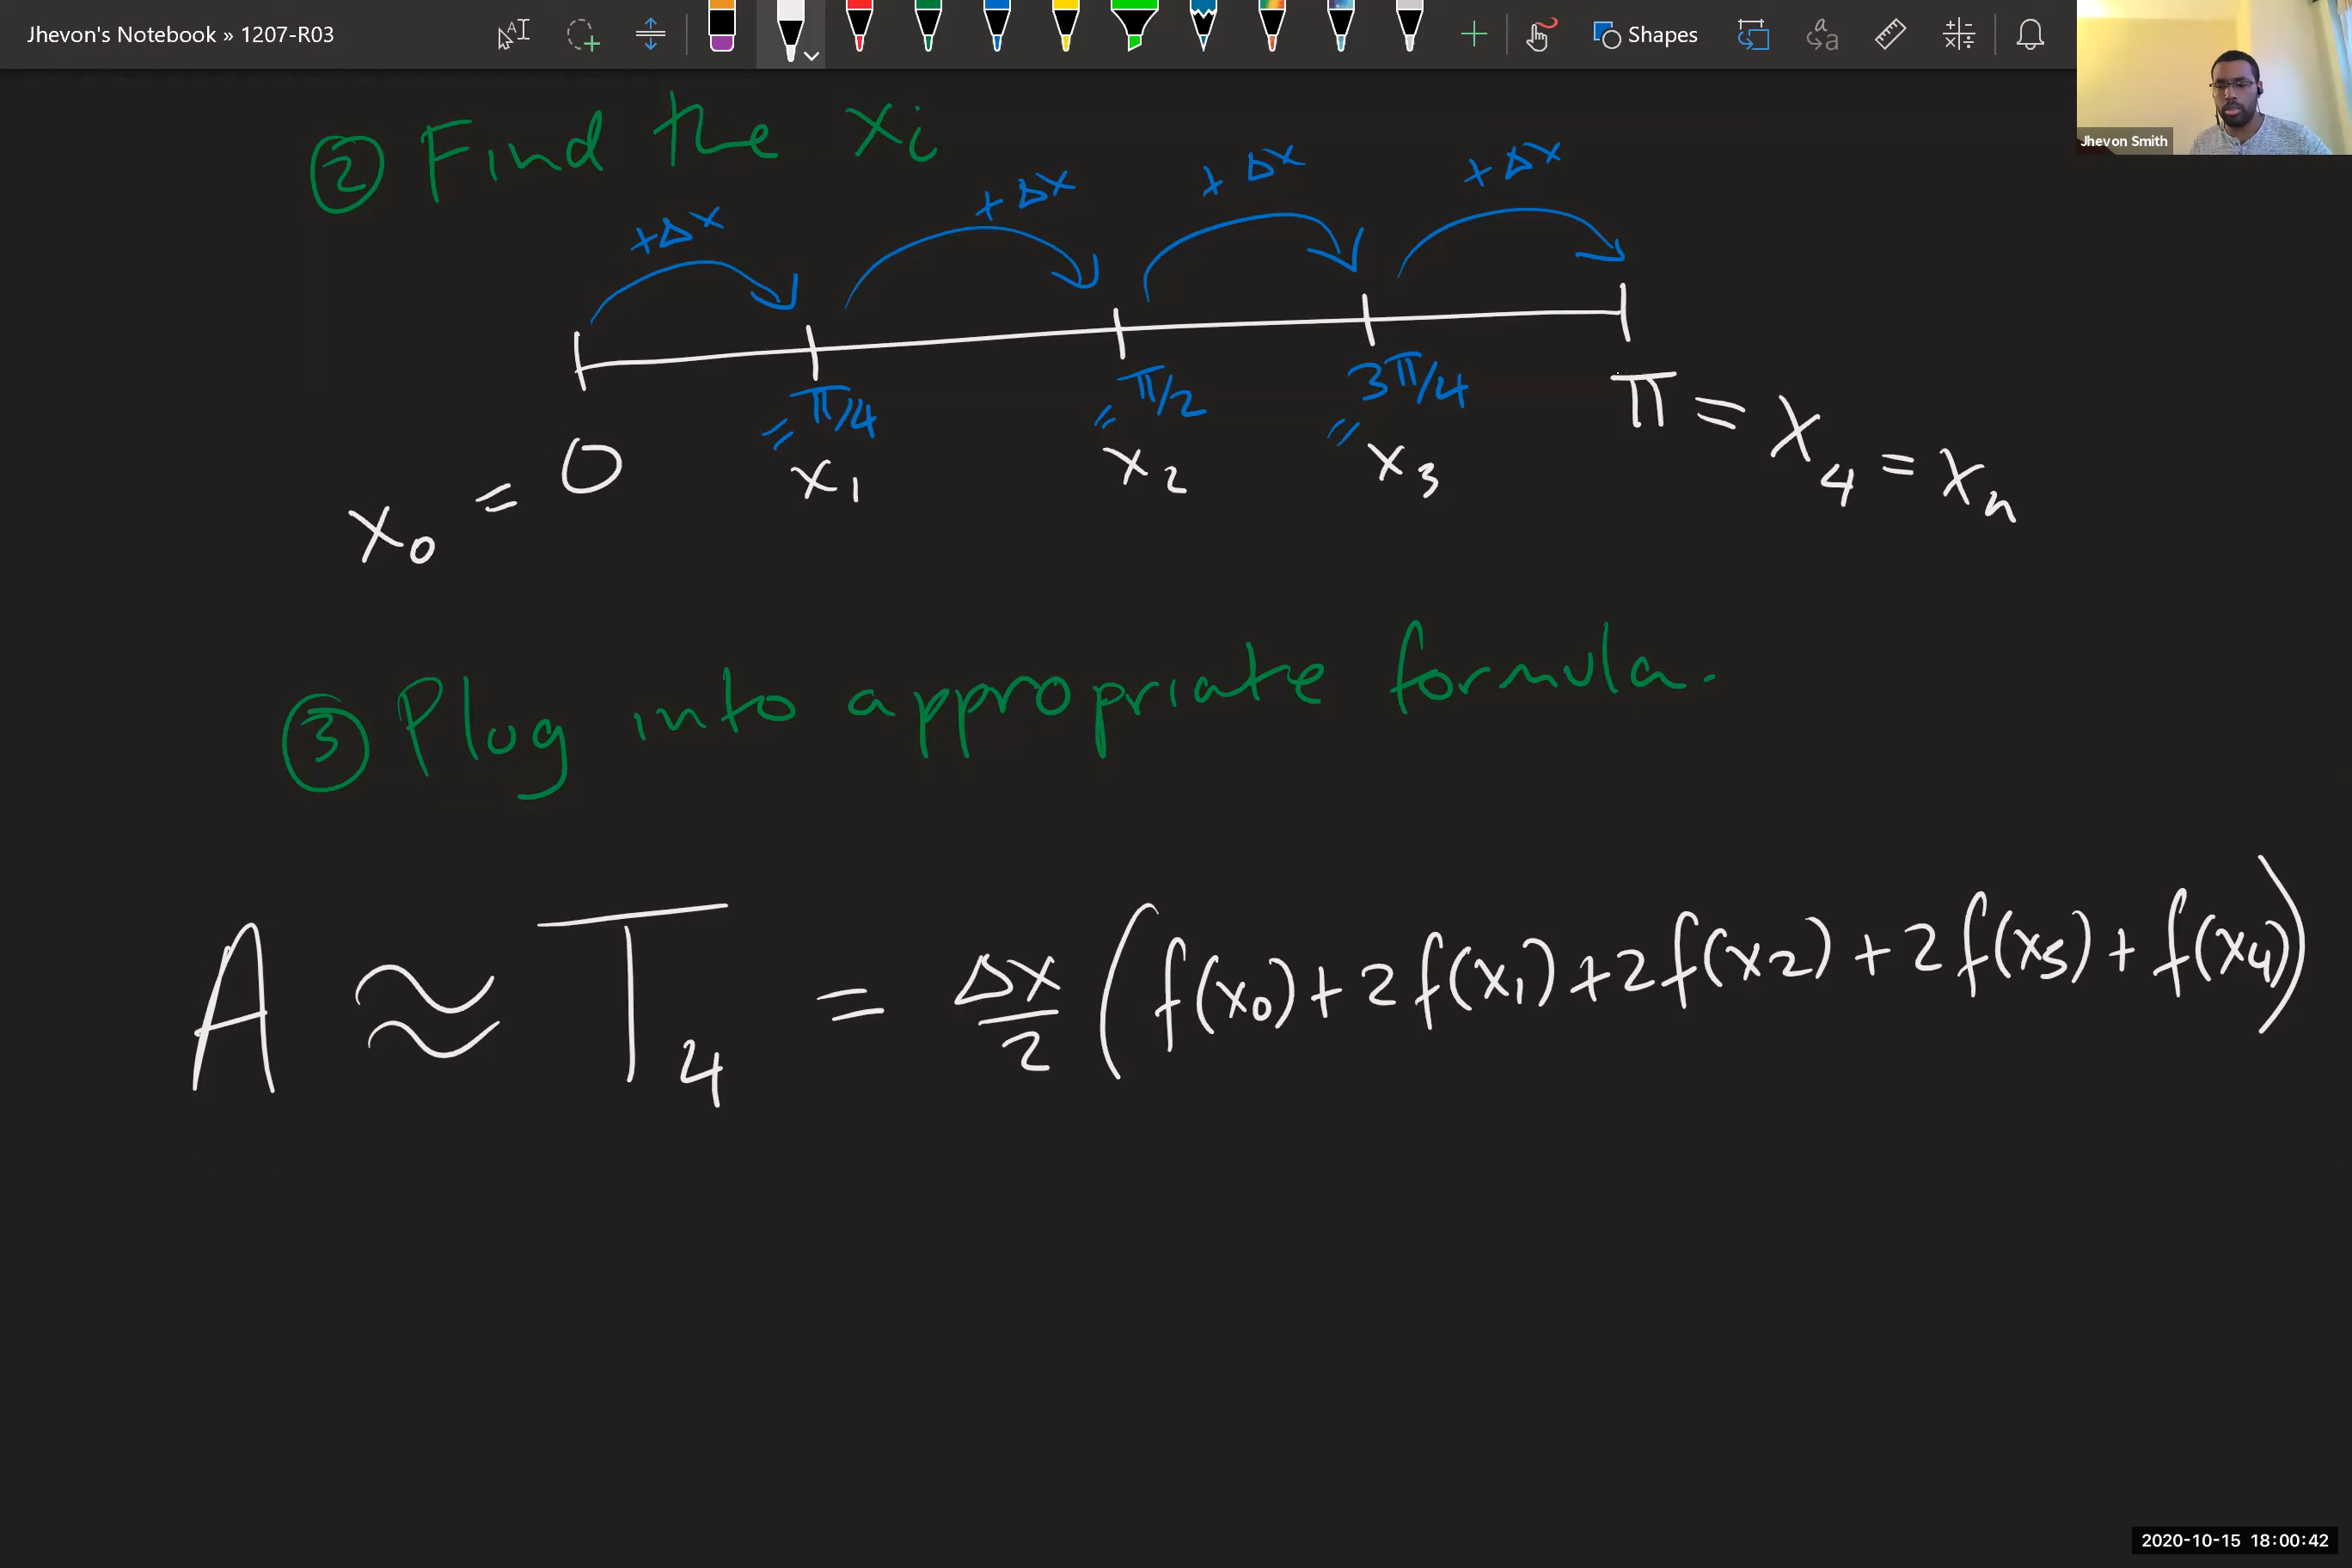 Jhevon's Notebook » 1207-R03
Shapes
Jhevon Smith
② Find the xi
+Δx +Δx +Δx +Δx
π/4 π/2 3π/4
x₀ = 0 = x₁ = x₂ = x₃ π = x₄ = xₙ
③ Plug into appropriate formula.
A ≈ T₄ = Δx/2 (f(x₀) + 2f(x₁) + 2f(x₂) + 2f(x₃) + f(x₄))
2020-10-15 18:00:42